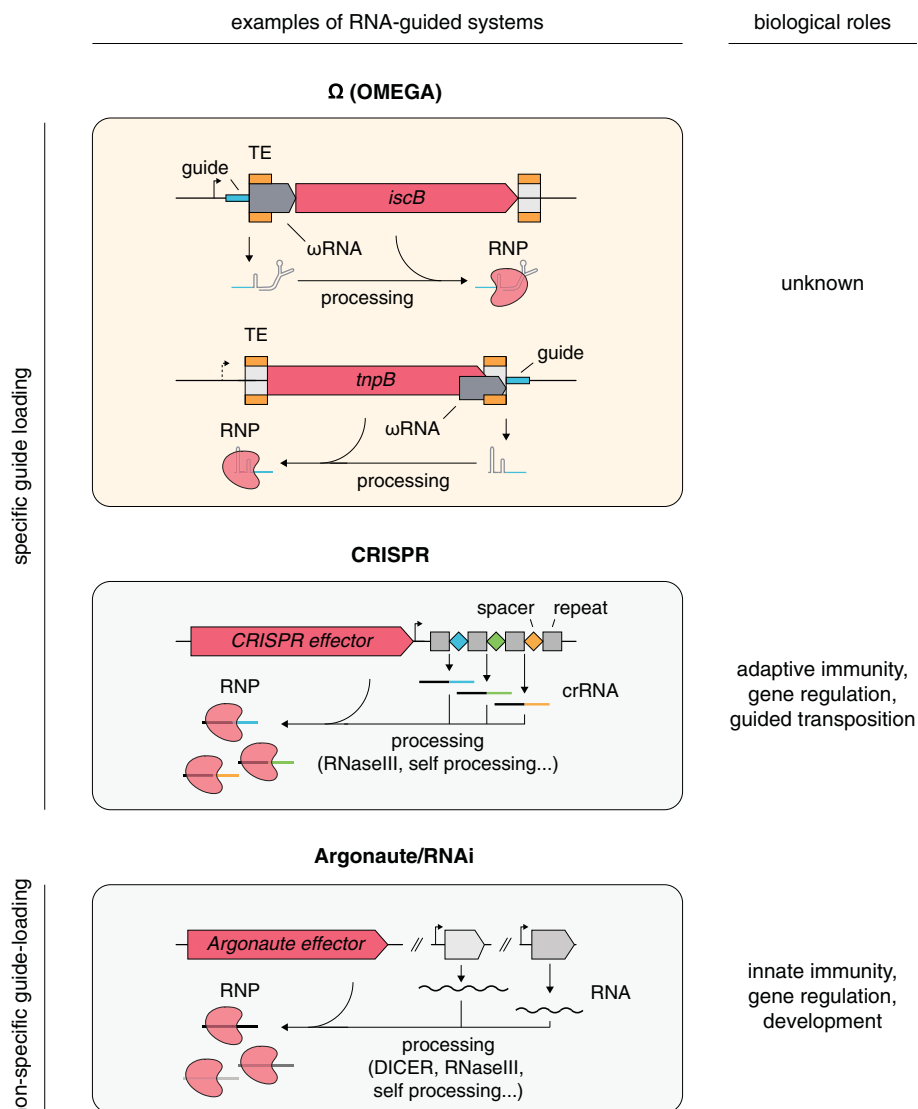 examples of RNA-guided systems
biological roles
Ω (OMEGA)
TE
guide
iscB
ωRNA
RNP
processing
unknown
TE
guide
tnpB
ωRNA
RNP
processing
specific guide loading
CRISPR
spacer
repeat
CRISPR effector
crRNA
RNP
processing
(RNaseIII, self processing...)
adaptive immunity,
gene regulation,
guided transposition
Argonaute/RNAi
non-specific guide-loading
Argonaute effector
//
//
RNP
RNA
processing
(DICER, RNaseIII,
self processing...)
innate immunity,
gene regulation,
development